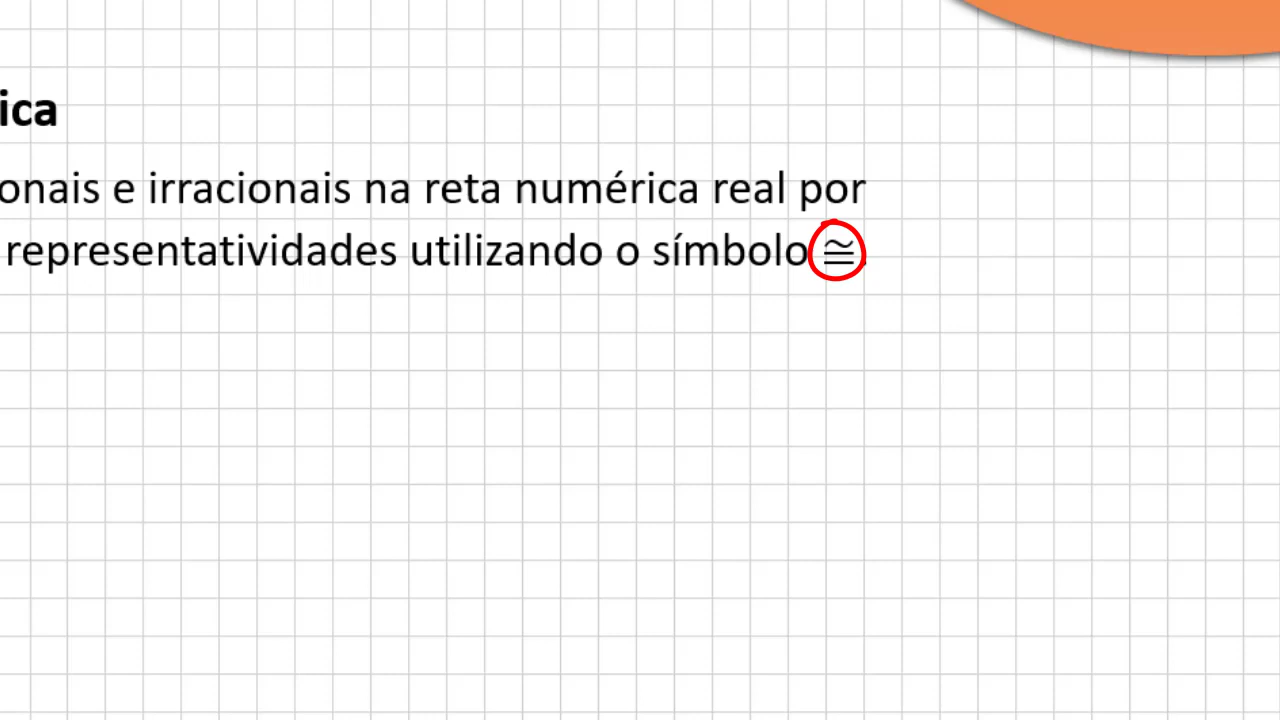 ica
onais e irracionais na reta numérica real por
representatividades utilizando o símbolo ≅